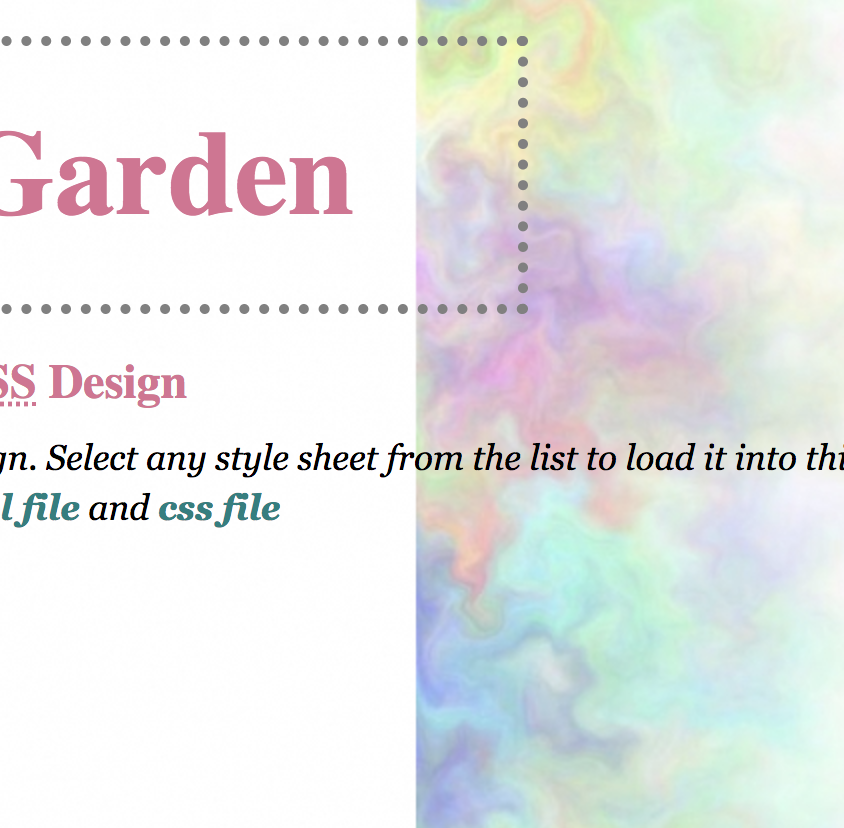 Garden
SS Design
gn. Select any style sheet from the list to load it into thi
l file and css file